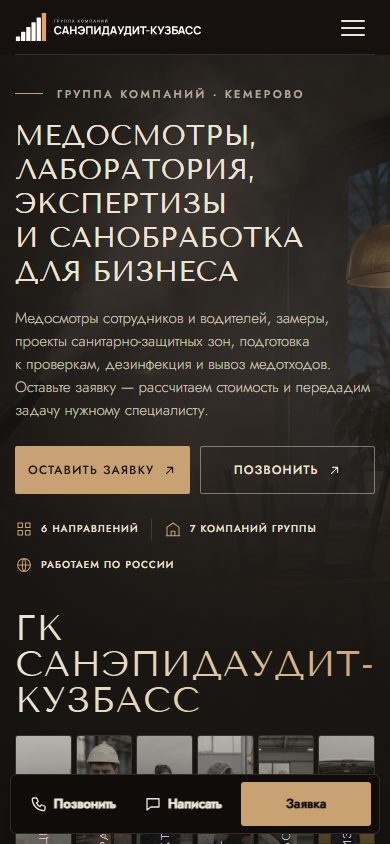 ГРУППА КОМПАНИЙ
САНЭПИДАУДИТ-КУЗБАСС
ГРУППА КОМПАНИЙ · КЕМЕРОВО
МЕДОСМОТРЫ,
ЛАБОРАТОРИЯ,
ЭКСПЕРТИЗЫ
И САНОБРАБОТКА
ДЛЯ БИЗНЕСА
Медосмотры сотрудников и водителей, замеры,
проекты санитарно-защитных зон, подготовка
к проверкам, дезинфекция и вывоз медотходов.
Оставьте заявку — рассчитаем стоимость и передадим
задачу нужному специалисту.
ОСТАВИТЬ ЗАЯВКУ
ПОЗВОНИТЬ
6 НАПРАВЛЕНИЙ
7 КОМПАНИЙ ГРУППЫ
РАБОТАЕМ ПО РОССИИ
ГК
САНЭПИДАУДИТ-
КУЗБАСС
Позвонить
Написать
Заявка